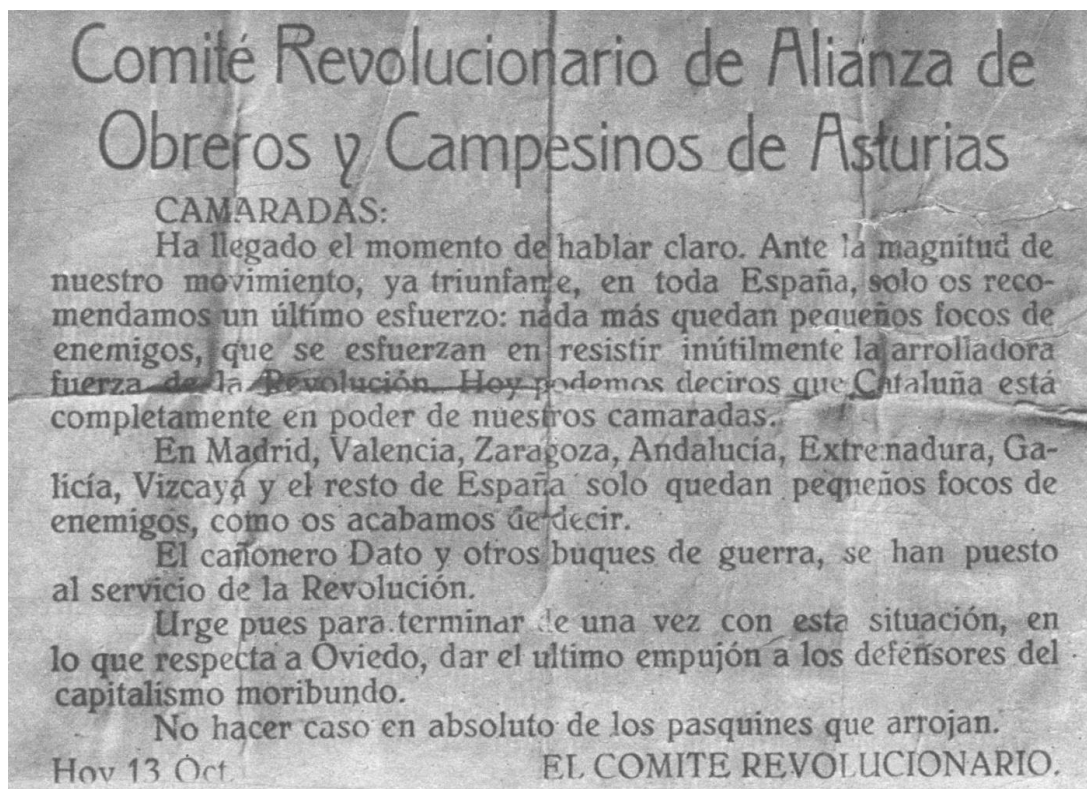 Comité Revolucionario de Alianza de
Obreros y Campesinos de Asturias
CAMARADAS:
Ha llegado el momento de hablar claro. Ante la magnitud de
nuestro movimiento, ya triunfante, en toda España, solo os reco-
mendamos un último esfuerzo: nada más quedan pequeños focos de
enemigos, que se esfuerzan en resistir inútilmente la arrolladora
fuerza de la Revolución. Hoy podemos deciros que Cataluña está
completamente en poder de nuestros camaradas.
En Madrid, Valencia, Zaragoza, Andalucía, Extremadura, Ga-
licía, Vizcaya y el resto de España solo quedan pequeños focos de
enemigos, como os acabamos de decir.
El cañonero Dato y otros buques de guerra, se han puesto
al servicio de la Revolución.
Urge pues para terminar de una vez con esta situación, en
lo que respecta a Oviedo, dar el ultimo empujón a los defensores del
capitalismo moribundo.
No hacer caso en absoluto de los pasquines que arrojan.
Hoy 13 Oct.
EL COMITE REVOLUCIONARIO.